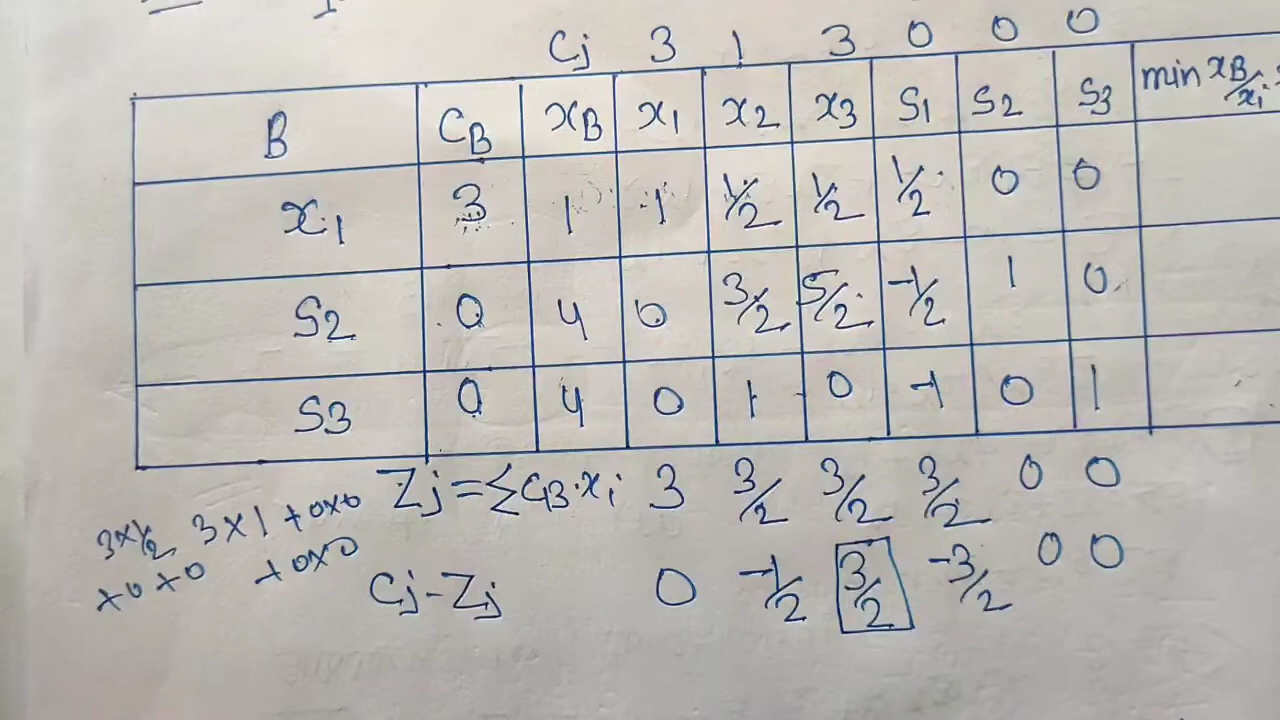 Cj 3 1 3 0 0 0
B CB xB x1 x2 x3 S1 S2 S3 min xB/xi
x1 3 1 1 1/2 1/2 1/2 0 0
S2 0 4 0 3/2 5/2 -1/2 1 0
S3 0 4 0 1 0 -1 0 1
Zj = ΣCB·xi 3 3/2 3/2 3/2 0 0
3×1/2 3×1+0×0
+0×0 +0×0
Cj-Zj 0 -1/2 3/2 -3/2 0 0